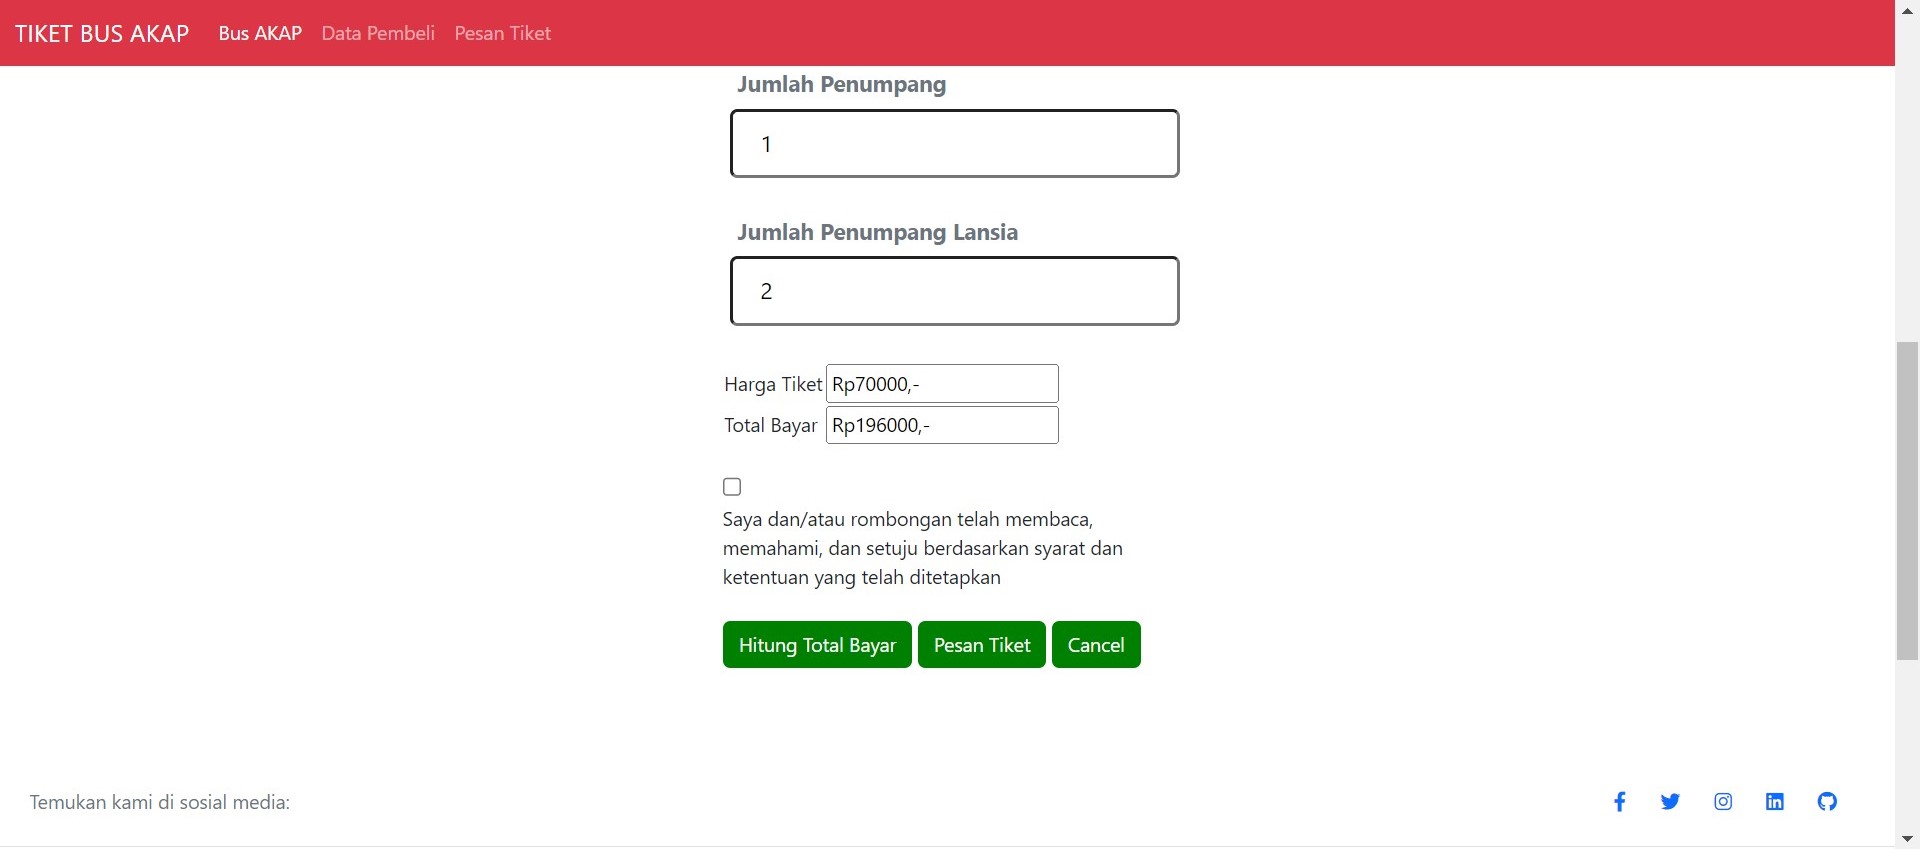 TIKET BUS AKAP Bus AKAP Data Pembeli Pesan Tiket
Jumlah Penumpang
1
Jumlah Penumpang Lansia
2
Harga Tiket Rp70000,-
Total Bayar Rp196000,-
Saya dan/atau rombongan telah membaca,
memahami, dan setuju berdasarkan syarat dan
ketentuan yang telah ditetapkan
Hitung Total Bayar Pesan Tiket Cancel
Temukan kami di sosial media: